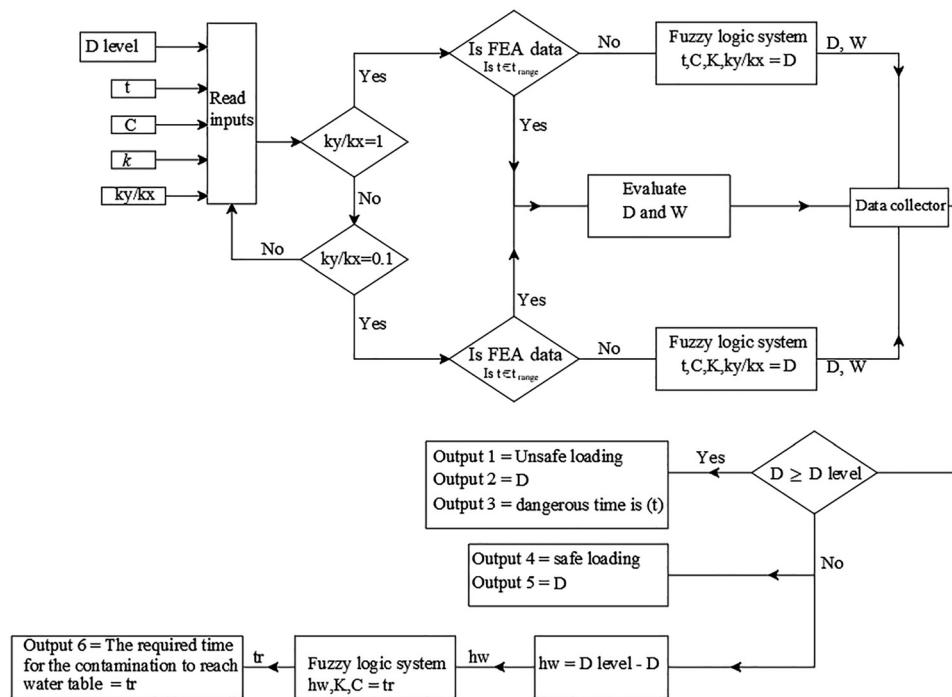 D level
t
C
k
ky/kx
Read
inputs
Yes
ky/kx=1
No
ky/kx=0.1
No
Yes
Is FEA data
Is t∈t range
No
Yes
Fuzzy logic system
t,C,K,ky/kx = D
D, W
Evaluate
D and W
Data collector
Yes
Is FEA data
Is t∈t range
No
Fuzzy logic system
t,C,K,ky/kx = D
D, W
D ≥ D level
Yes
Output 1 = Unsafe loading
Output 2 = D
Output 3 = dangerous time is (t)
No
Output 4 = safe loading
Output 5 = D
hw = D level - D
hw
Fuzzy logic system
hw,K,C = tr
tr
Output 6 = The required time
for the contamination to reach
water table = tr